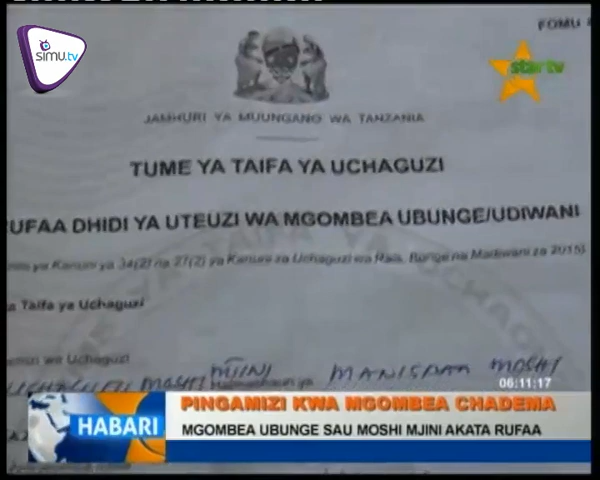 FOMU
simu.tv
startv
JAMHURI YA MUUNGANO WA TANZANIA
TUME YA TAIFA YA UCHAGUZI
RUFAA DHIDI YA UTEUZI WA MGOMBEA UBUNGE/UDIWANI
ya Kanuni ya 34(2) na 27(2) ya Kanuni za Uchaguzi wa Rais, Bunge na Madiwani za 2015)
Taifa ya Uchaguzi
wa Uchaguzi
UCHAGUZI MOSHI MJINI Halmashauri ya MANISPAA MOSHI
06:11:17
PINGAMIZI KWA MGOMBEA CHADEMA
HABARI
MGOMBEA UBUNGE SAU MOSHI MJINI AKATA RUFAA